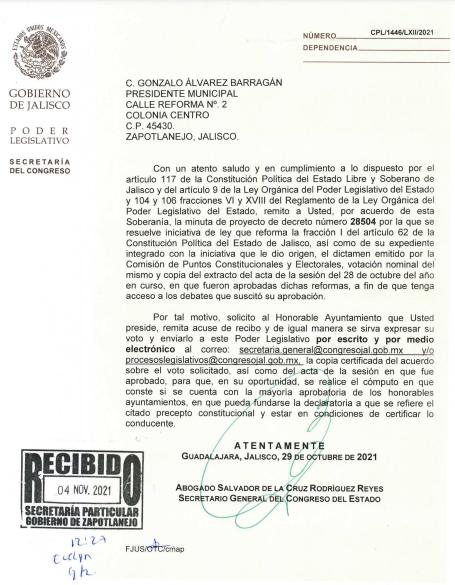 ESTADOS UNIDOS MEXICANOS
NÚMERO CPL/1446/LXII/2021
DEPENDENCIA
GOBIERNO
DE JALISCO
PODER
LEGISLATIVO
SECRETARÍA
DEL CONGRESO
C. GONZALO ÁLVAREZ BARRAGÁN
PRESIDENTE MUNICIPAL
CALLE REFORMA Nº. 2
COLONIA CENTRO
C.P. 45430.
ZAPOTLANEJO, JALISCO.
Con un atento saludo y en cumplimiento a lo dispuesto por el
artículo 117 de la Constitución Política del Estado Libre y Soberano de
Jalisco y del artículo 9 de la Ley Orgánica del Poder Legislativo del Estado
y 104 y 106 fracciones VI y XVIII del Reglamento de la Ley Orgánica del
Poder Legislativo del Estado, remito a Usted, por acuerdo de esta
Soberanía, la minuta de proyecto de decreto número 28504 por la que se
resuelve iniciativa de ley que reforma la fracción I del artículo 62 de la
Constitución Política del Estado de Jalisco, así como de su expediente
integrado con la iniciativa que le dio origen, el dictamen emitido por la
Comisión de Puntos Constitucionales y Electorales, votación nominal del
mismo y copia del extracto del acta de la sesión del 28 de octubre del año
en curso, en que fueron aprobadas dichas reformas, a fin de que tenga
acceso a los debates que suscitó su aprobación.
Por tal motivo, solicito al Honorable Ayuntamiento que Usted
preside, remita acuse de recibo y de igual manera se sirva expresar su
voto y enviarlo a este Poder Legislativo por escrito y por medio
electrónico al correo: secretaria.general@congresojal.gob.mx y/o
procesoslegislativos@congresojal.gob.mx, la copia certificada del acuerdo
sobre el voto solicitado, así como del acta de la sesión en que fue
aprobado, para que, en su oportunidad, se realice el cómputo en que
conste si se cuenta con la mayoría aprobatoria de los honorables
ayuntamientos, en que pueda fundarse la declaratoria a que se refiere el
citado precepto constitucional y estar en condiciones de certificar lo
conducente.
ATENTAMENTE
GUADALAJARA, JALISCO, 29 DE OCTUBRE DE 2021
ABOGADO SALVADOR DE LA CRUZ RODRÍGUEZ REYES
SECRETARIO GENERAL DEL CONGRESO DEL ESTADO
RECIBIDO
04 NOV. 2021
SECRETARÍA PARTICULAR
GOBIERNO DE ZAPOTLANEJO
12:27
Evelyn
FJUS/OTC/cmap